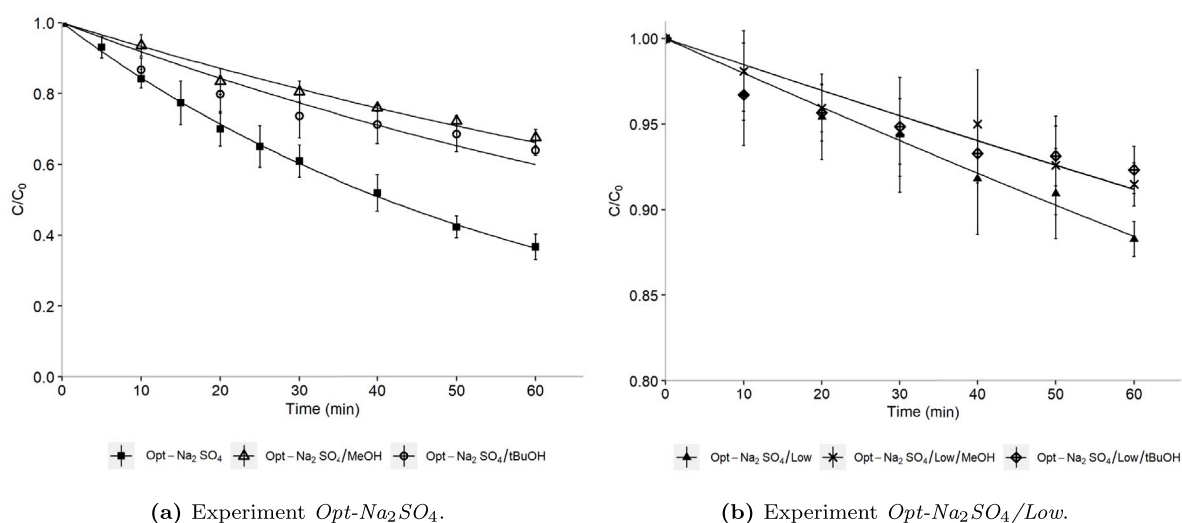 1.0
0.8
0.6
0.4
0.2
0.0
C/C₀
0 10 20 30 40 50 60
Time (min)
Opt−Na₂ SO₄ Opt−Na₂ SO₄/MeOH Opt−Na₂ SO₄/tBuOH
(a) Experiment Opt-Na₂SO₄.
1.00
0.95
0.90
0.85
0.80
C/C₀
0 10 20 30 40 50 60
Time (min)
Opt−Na₂ SO₄/Low Opt−Na₂ SO₄/Low/MeOH Opt−Na₂ SO₄/Low/tBuOH
(b) Experiment Opt-Na₂SO₄/Low.